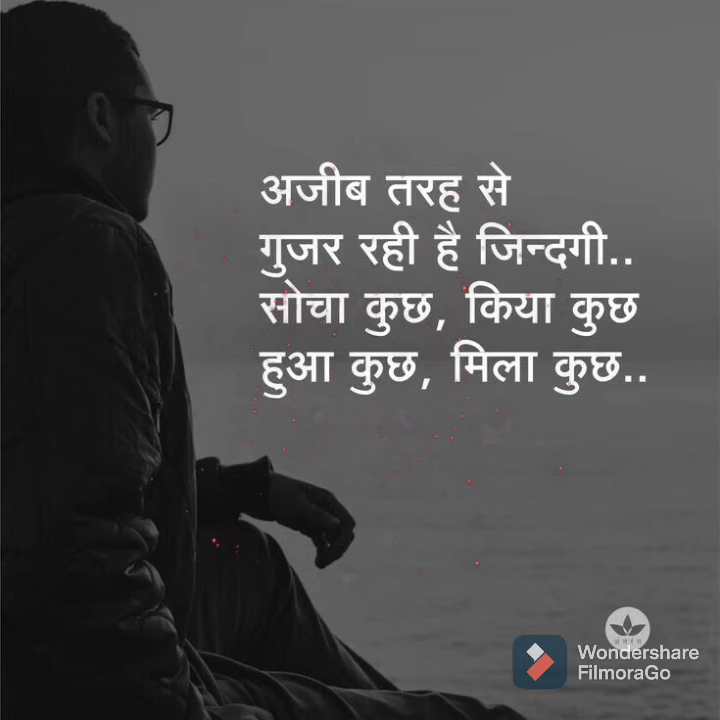 अजीब तरह से
गुजर रही है जिन्दगी..
सोचा कुछ, किया कुछ
हुआ कुछ, मिला कुछ..
Wondershare
FilmoraGo